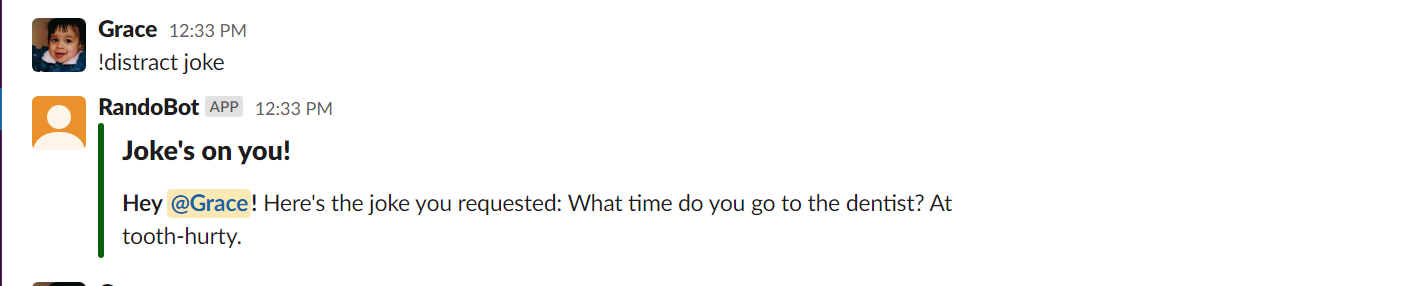 Grace 12:33 PM
!distract joke
RandoBot APP 12:33 PM
Joke's on you!
Hey @Grace! Here's the joke you requested: What time do you go to the dentist? At
tooth-hurty.